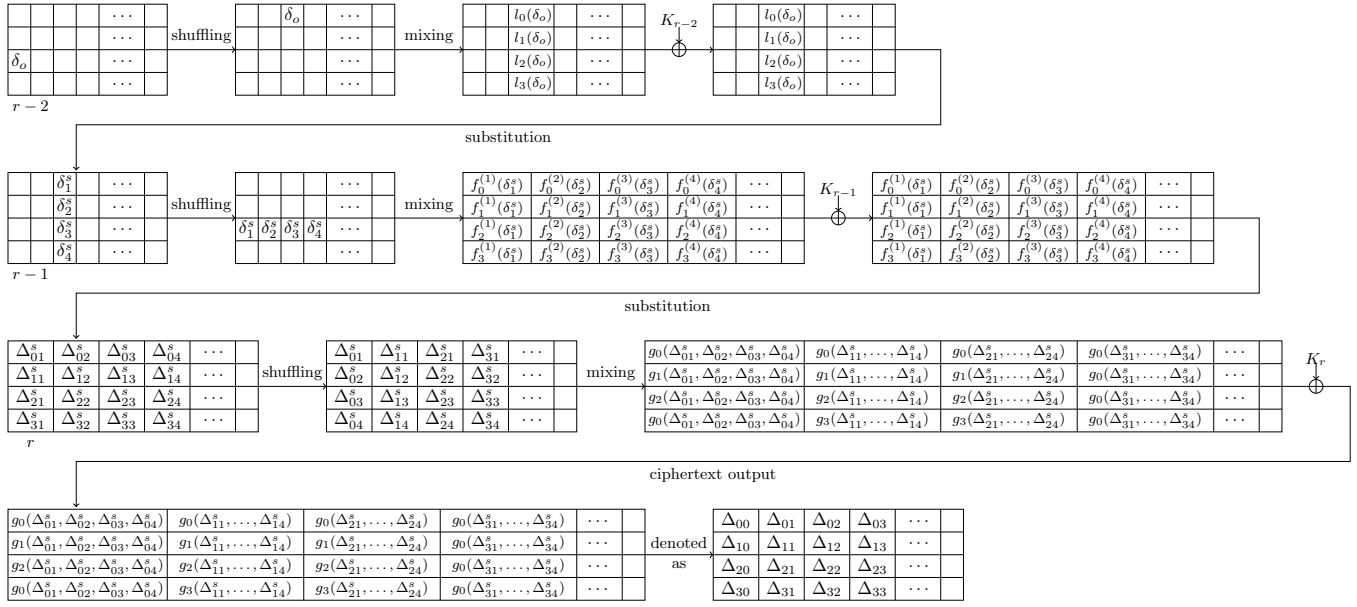 δ_o ⋯ ⋯ ⋯ ⋯
r − 2
shuffling
δ_o ⋯ ⋯ ⋯ ⋯
mixing
l_0(δ_o) ⋯
l_1(δ_o) ⋯
l_2(δ_o) ⋯
l_3(δ_o) ⋯
K_{r−2}
l_0(δ_o) ⋯
l_1(δ_o) ⋯
l_2(δ_o) ⋯
l_3(δ_o) ⋯
substitution
δ_1^s ⋯
δ_2^s ⋯
δ_3^s ⋯
δ_4^s ⋯
r − 1
shuffling
⋯
⋯
δ_1^s δ_2^s δ_3^s δ_4^s ⋯
⋯
mixing
f_0^{(1)}(δ_1^s) f_0^{(2)}(δ_2^s) f_0^{(3)}(δ_3^s) f_0^{(4)}(δ_4^s) ⋯
f_1^{(1)}(δ_1^s) f_1^{(2)}(δ_2^s) f_1^{(3)}(δ_3^s) f_1^{(4)}(δ_4^s) ⋯
f_2^{(1)}(δ_1^s) f_2^{(2)}(δ_2^s) f_2^{(3)}(δ_3^s) f_2^{(4)}(δ_4^s) ⋯
f_3^{(1)}(δ_1^s) f_3^{(2)}(δ_2^s) f_3^{(3)}(δ_3^s) f_3^{(4)}(δ_4^s) ⋯
K_{r−1}
f_0^{(1)}(δ_1^s) f_0^{(2)}(δ_2^s) f_0^{(3)}(δ_3^s) f_0^{(4)}(δ_4^s) ⋯
f_1^{(1)}(δ_1^s) f_1^{(2)}(δ_2^s) f_1^{(3)}(δ_3^s) f_1^{(4)}(δ_4^s) ⋯
f_2^{(1)}(δ_1^s) f_2^{(2)}(δ_2^s) f_2^{(3)}(δ_3^s) f_2^{(4)}(δ_4^s) ⋯
f_3^{(1)}(δ_1^s) f_3^{(2)}(δ_2^s) f_3^{(3)}(δ_3^s) f_3^{(4)}(δ_4^s) ⋯
substitution
Δ_{01}^s Δ_{02}^s Δ_{03}^s Δ_{04}^s ⋯
Δ_{11}^s Δ_{12}^s Δ_{13}^s Δ_{14}^s ⋯
Δ_{21}^s Δ_{22}^s Δ_{23}^s Δ_{24}^s ⋯
Δ_{31}^s Δ_{32}^s Δ_{33}^s Δ_{34}^s ⋯
r
shuffling
Δ_{01}^s Δ_{11}^s Δ_{21}^s Δ_{31}^s ⋯
Δ_{02}^s Δ_{12}^s Δ_{22}^s Δ_{32}^s ⋯
Δ_{03}^s Δ_{13}^s Δ_{23}^s Δ_{33}^s ⋯
Δ_{04}^s Δ_{14}^s Δ_{24}^s Δ_{34}^s ⋯
mixing
g_0(Δ_{01}^s, Δ_{02}^s, Δ_{03}^s, Δ_{04}^s) g_0(Δ_{11}^s, …, Δ_{14}^s) g_0(Δ_{21}^s, …, Δ_{24}^s) g_0(Δ_{31}^s, …, Δ_{34}^s) ⋯
g_1(Δ_{01}^s, Δ_{02}^s, Δ_{03}^s, Δ_{04}^s) g_1(Δ_{11}^s, …, Δ_{14}^s) g_1(Δ_{21}^s, …, Δ_{24}^s) g_0(Δ_{31}^s, …, Δ_{34}^s) ⋯
g_2(Δ_{01}^s, Δ_{02}^s, Δ_{03}^s, Δ_{04}^s) g_2(Δ_{11}^s, …, Δ_{14}^s) g_2(Δ_{21}^s, …, Δ_{24}^s) g_0(Δ_{31}^s, …, Δ_{34}^s) ⋯
g_0(Δ_{01}^s, Δ_{02}^s, Δ_{03}^s, Δ_{04}^s) g_3(Δ_{11}^s, …, Δ_{14}^s) g_3(Δ_{21}^s, …, Δ_{24}^s) g_0(Δ_{31}^s, …, Δ_{34}^s) ⋯
K_r
ciphertext output
g_0(Δ_{01}^s, Δ_{02}^s, Δ_{03}^s, Δ_{04}^s) g_0(Δ_{11}^s, …, Δ_{14}^s) g_0(Δ_{21}^s, …, Δ_{24}^s) g_0(Δ_{31}^s, …, Δ_{34}^s) ⋯
g_1(Δ_{01}^s, Δ_{02}^s, Δ_{03}^s, Δ_{04}^s) g_1(Δ_{11}^s, …, Δ_{14}^s) g_1(Δ_{21}^s, …, Δ_{24}^s) g_0(Δ_{31}^s, …, Δ_{34}^s) ⋯
g_2(Δ_{01}^s, Δ_{02}^s, Δ_{03}^s, Δ_{04}^s) g_2(Δ_{11}^s, …, Δ_{14}^s) g_2(Δ_{21}^s, …, Δ_{24}^s) g_0(Δ_{31}^s, …, Δ_{34}^s) ⋯
g_0(Δ_{01}^s, Δ_{02}^s, Δ_{03}^s, Δ_{04}^s) g_3(Δ_{11}^s, …, Δ_{14}^s) g_3(Δ_{21}^s, …, Δ_{24}^s) g_0(Δ_{31}^s, …, Δ_{34}^s) ⋯
denoted
as
Δ_{00} Δ_{01} Δ_{02} Δ_{03} ⋯
Δ_{10} Δ_{11} Δ_{12} Δ_{13} ⋯
Δ_{20} Δ_{21} Δ_{22} Δ_{23} ⋯
Δ_{30} Δ_{31} Δ_{32} Δ_{33} ⋯